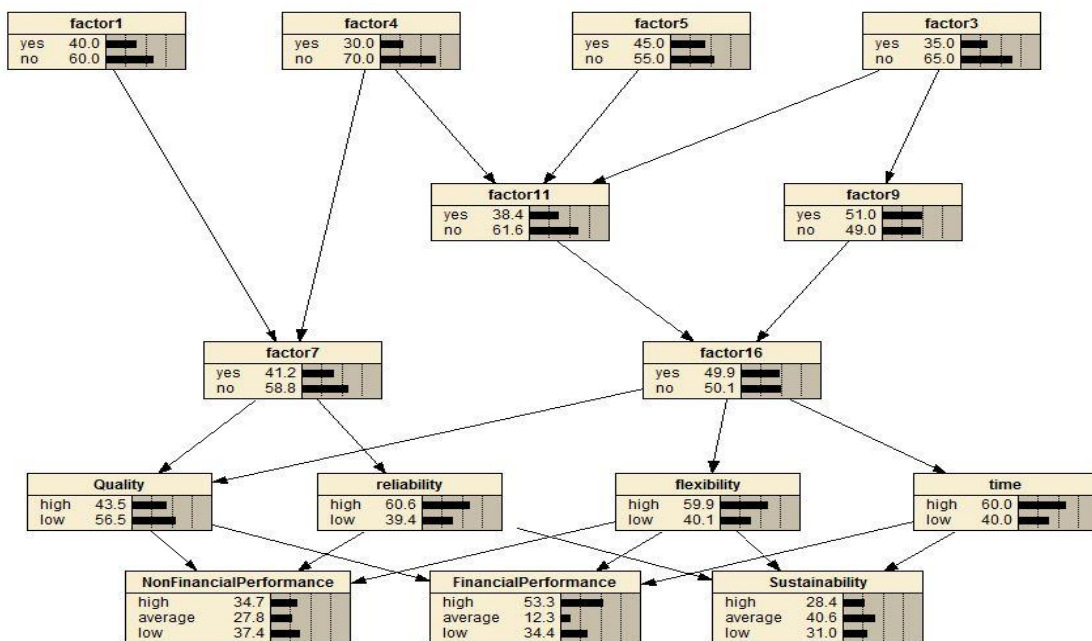 factor1
yes 40.0
no 60.0
factor4
yes 30.0
no 70.0
factor5
yes 45.0
no 55.0
factor3
yes 35.0
no 65.0
factor11
yes 38.4
no 61.6
factor9
yes 51.0
no 49.0
factor7
yes 41.2
no 58.8
factor16
yes 49.9
no 50.1
Quality
high 43.5
low 56.5
reliability
high 60.6
low 39.4
flexibility
high 59.9
low 40.1
time
high 60.0
low 40.0
NonFinancialPerformance
high 34.7
average 27.8
low 37.4
FinancialPerformance
high 53.3
average 12.3
low 34.4
Sustainability
high 28.4
average 40.6
low 31.0